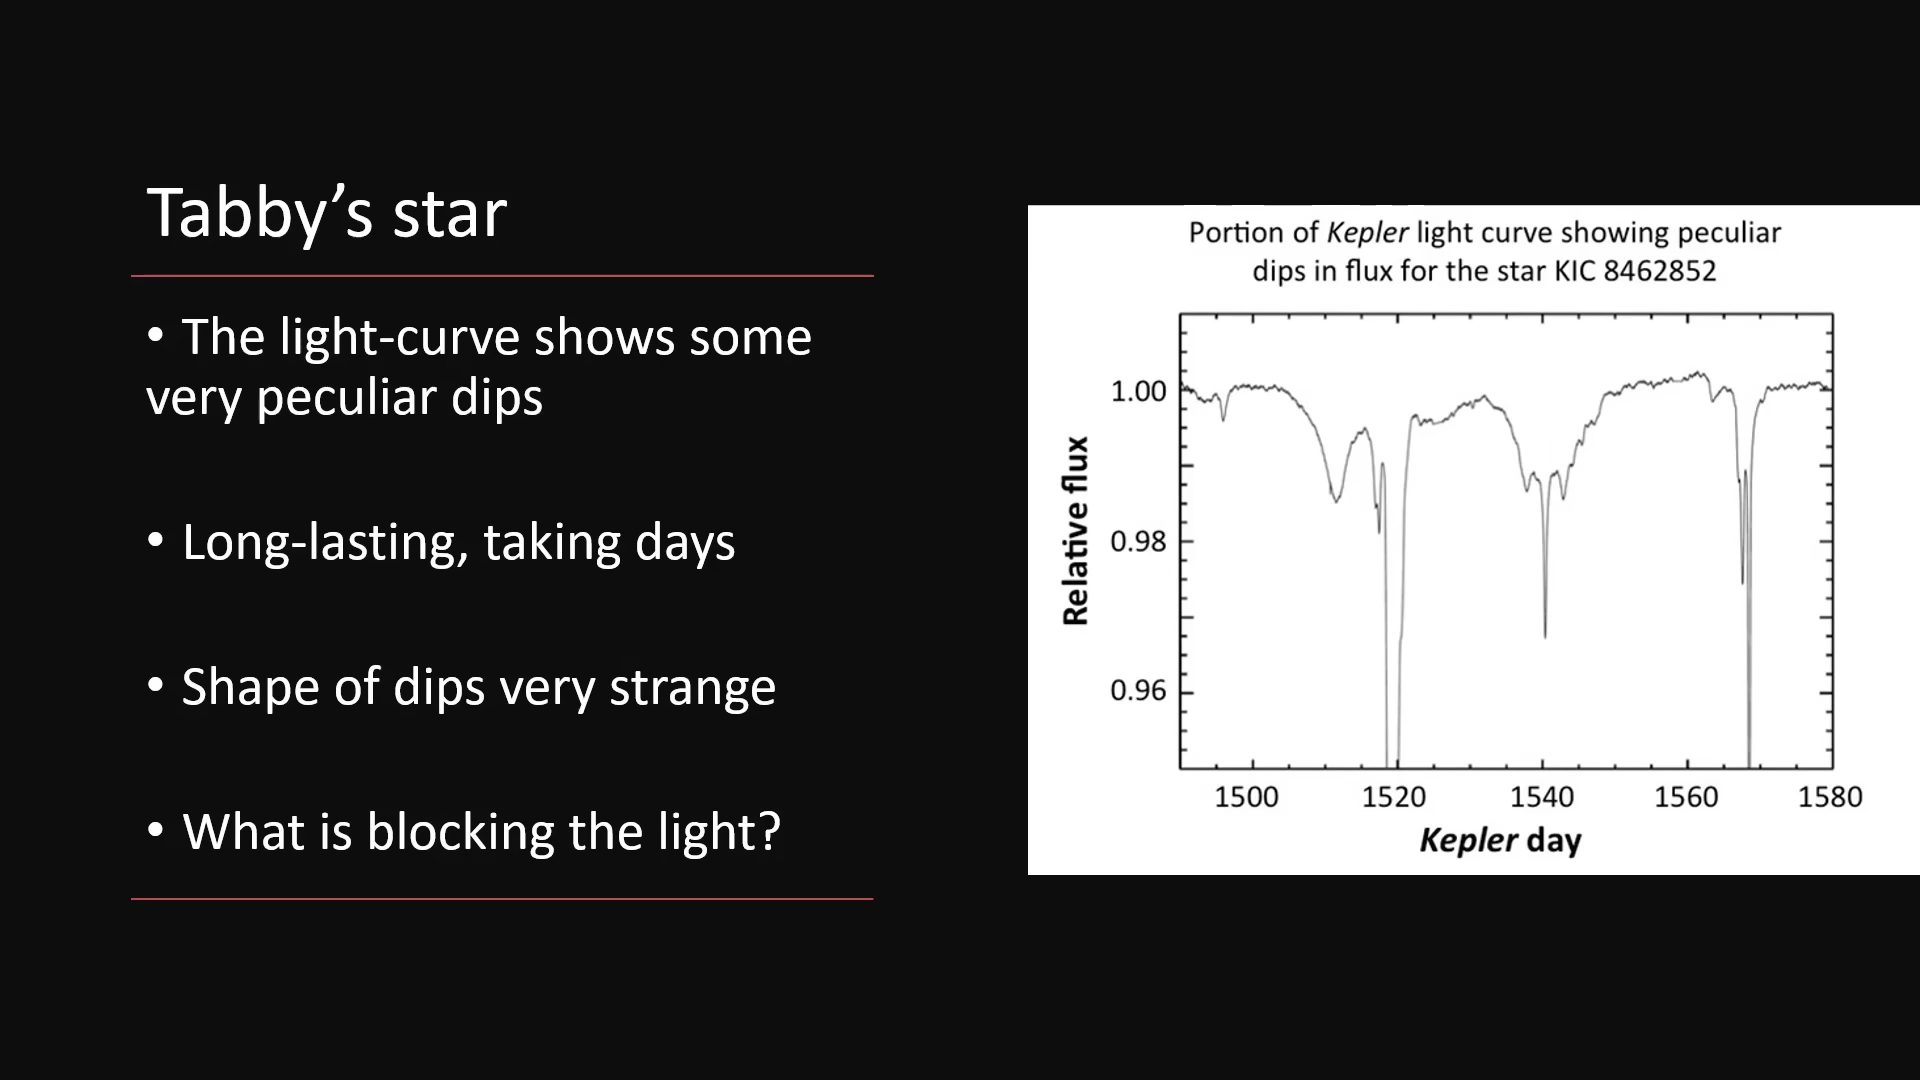 Tabby’s star
• The light-curve shows some
very peculiar dips
• Long-lasting, taking days
• Shape of dips very strange
• What is blocking the light?
Portion of Kepler light curve showing peculiar
dips in flux for the star KIC 8462852
Relative flux
1.00
0.98
0.96
1500 1520 1540 1560 1580
Kepler day